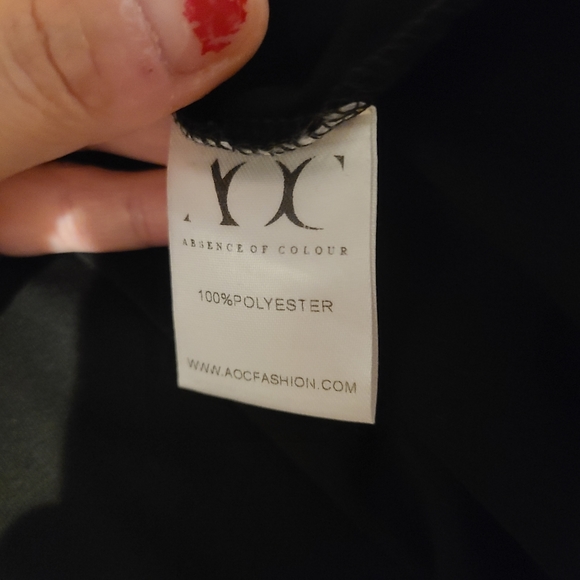 AOC
ABSENCE OF COLOUR
100%POLYESTER
WWW.AOCFASHION.COM